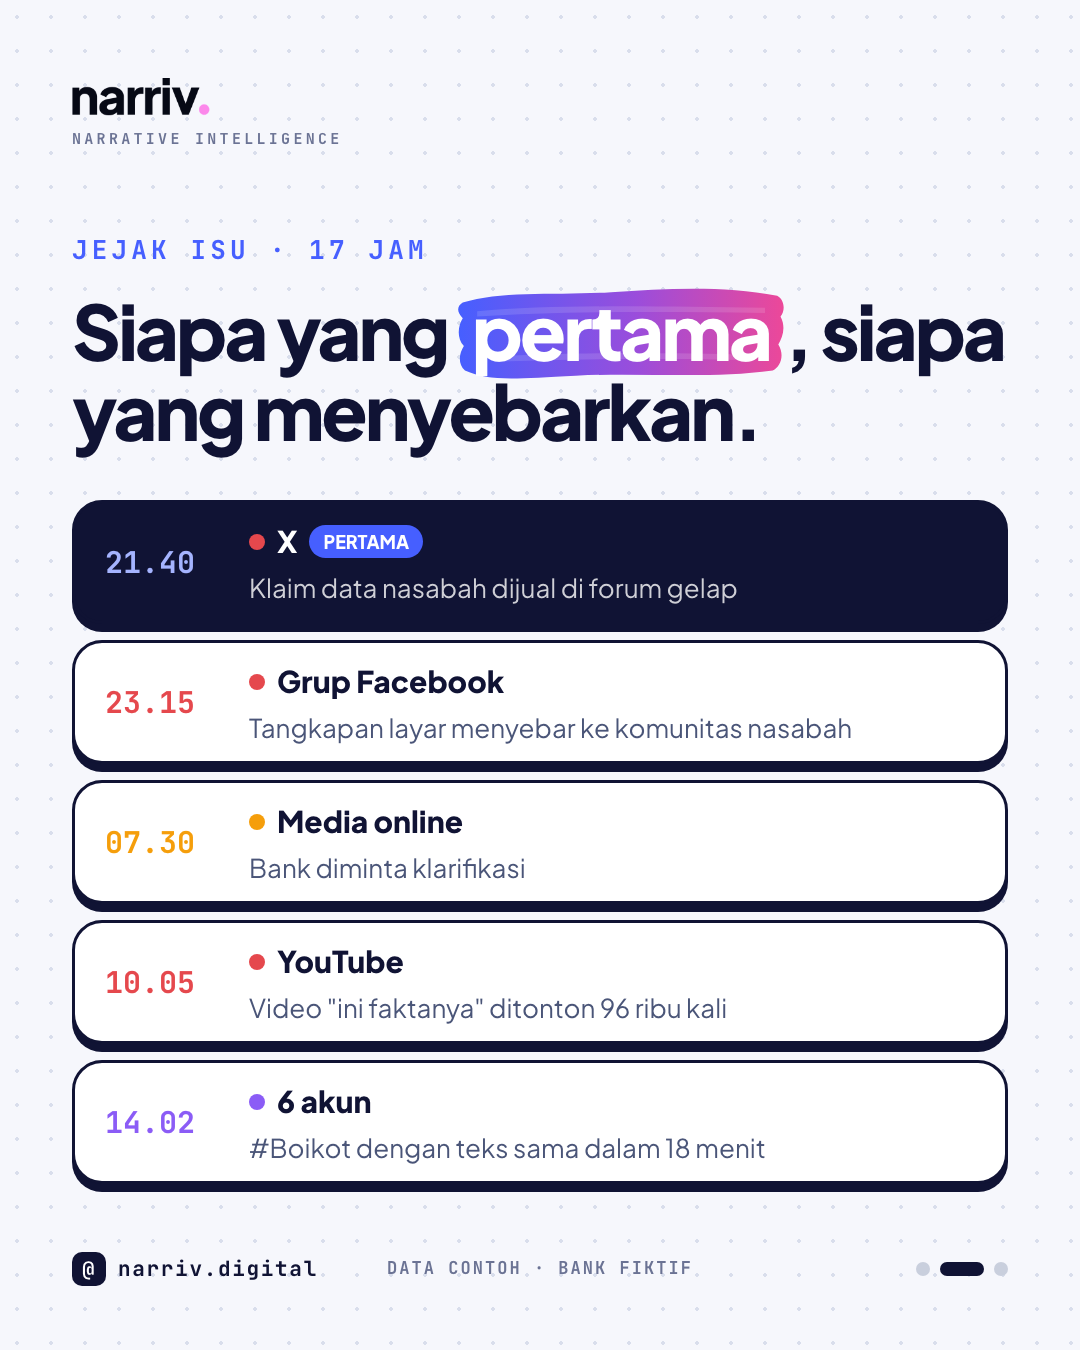 narriv.
NARRATIVE INTELLIGENCE
JEJAK ISU · 17 JAM
Siapa yang pertama, siapa
yang menyebarkan.
21.40
X PERTAMA
Klaim data nasabah dijual di forum gelap
23.15
Grup Facebook
Tangkapan layar menyebar ke komunitas nasabah
07.30
Media online
Bank diminta klarifikasi
10.05
YouTube
Video "ini faktanya" ditonton 96 ribu kali
14.02
6 akun
#Boikot dengan teks sama dalam 18 menit
@ narriv.digital
DATA CONTOH · BANK FIKTIF